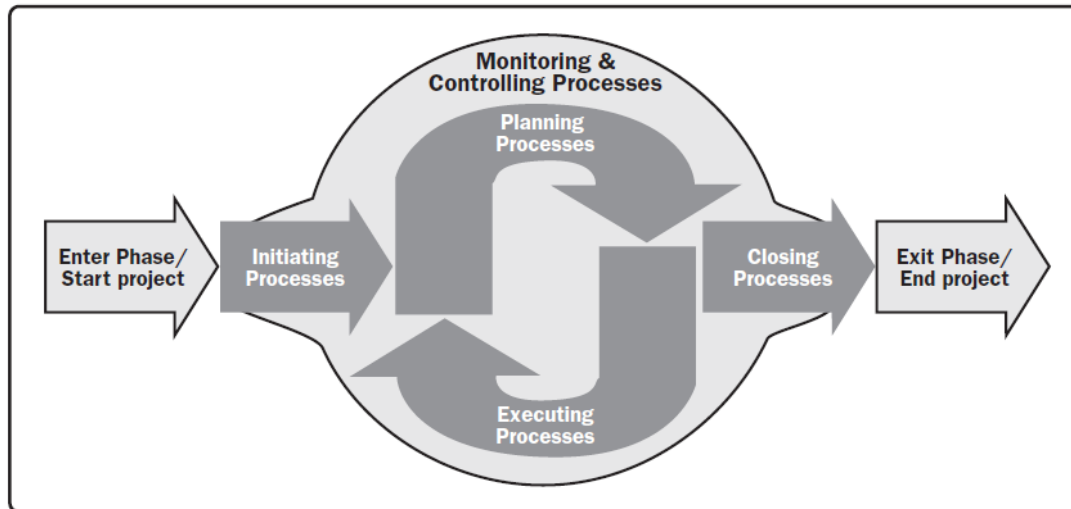 Monitoring &
Controlling Processes
Planning
Processes
Enter Phase/
Start project
Initiating
Processes
Closing
Processes
Exit Phase/
End project
Executing
Processes